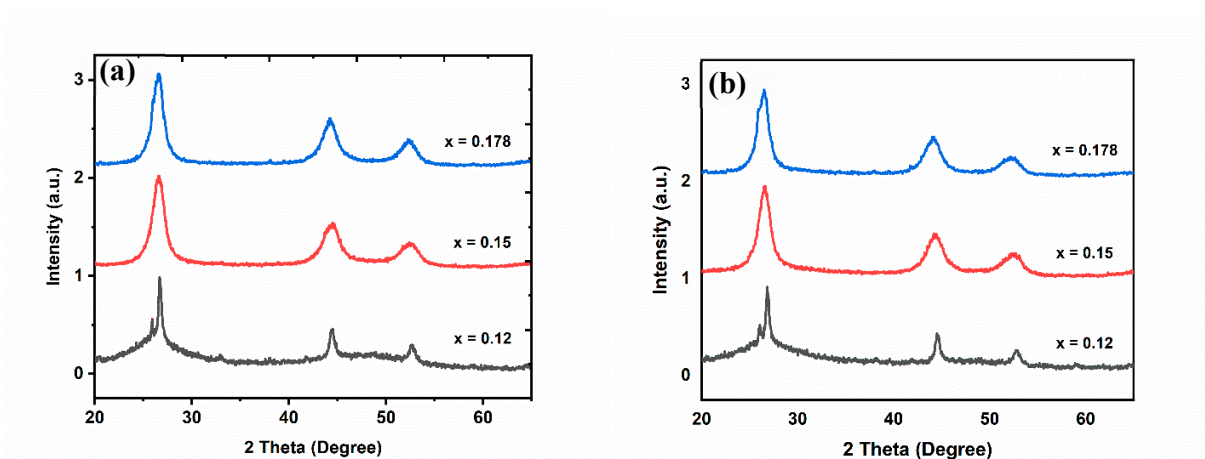 (a)
3
2
1
0
x = 0.178
x = 0.15
x = 0.12
20 30 40 50 60
2 Theta (Degree)
Intensity (a.u.)
(b)
3
2
1
0
x = 0.178
x = 0.15
x = 0.12
20 30 40 50 60
2 Theta (Degree)
Intensity (a.u.)